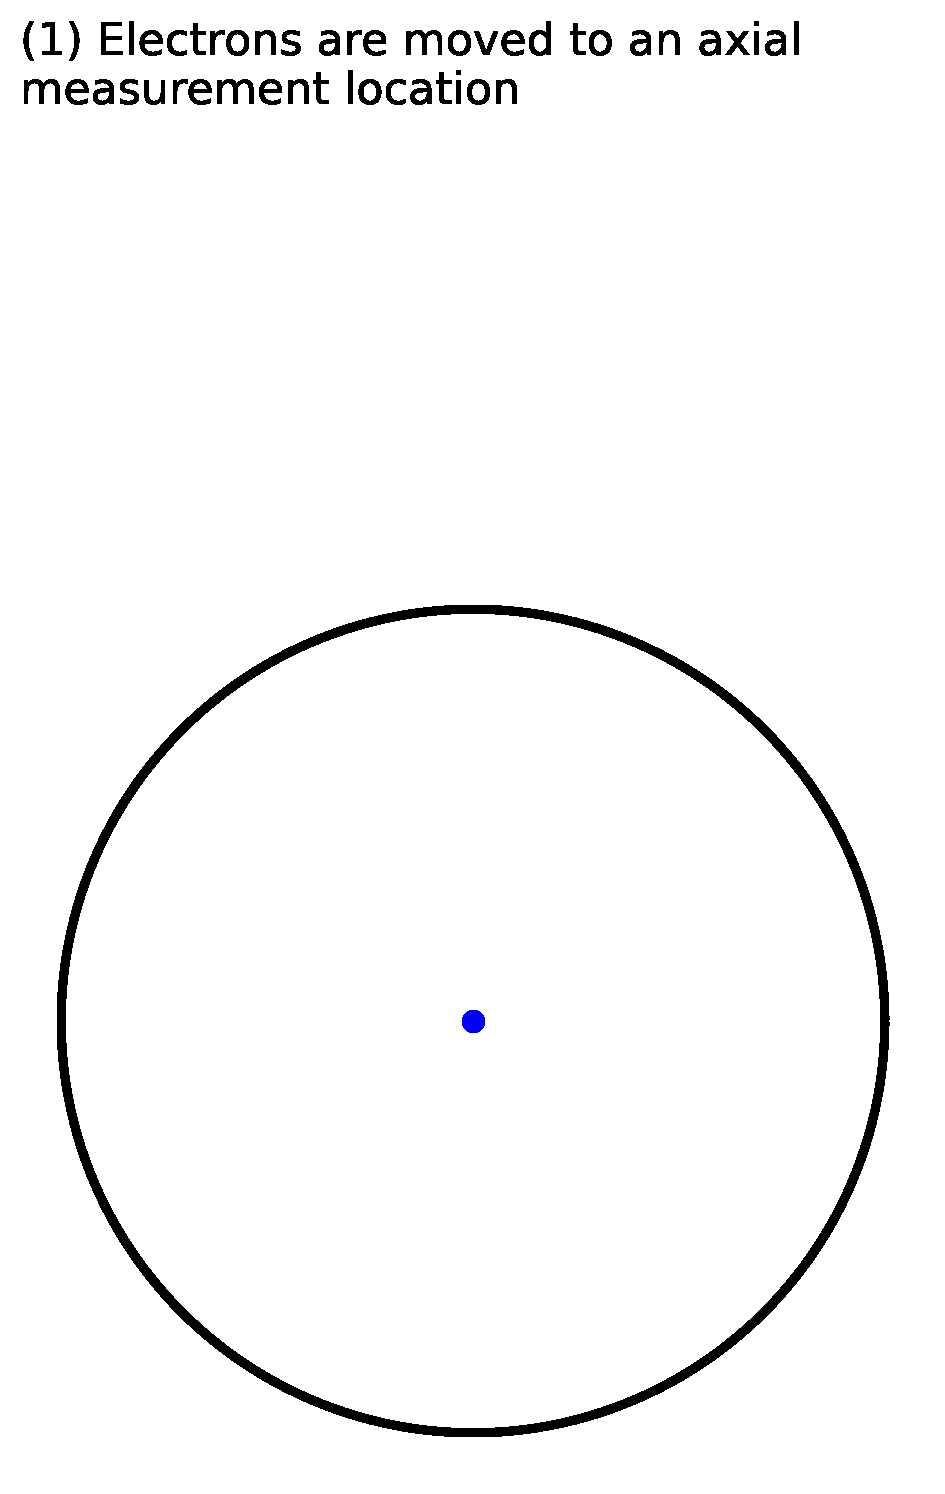 (1) Electrons are moved to an axial
measurement location